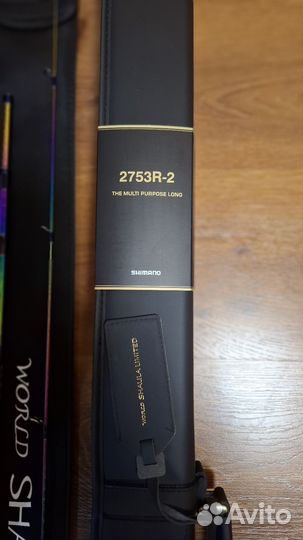 2753R-2
THE MULTI PURPOSE LONG
SHIMANO
WORLD SHAULA LIMITED
WORLD SHA
Avito